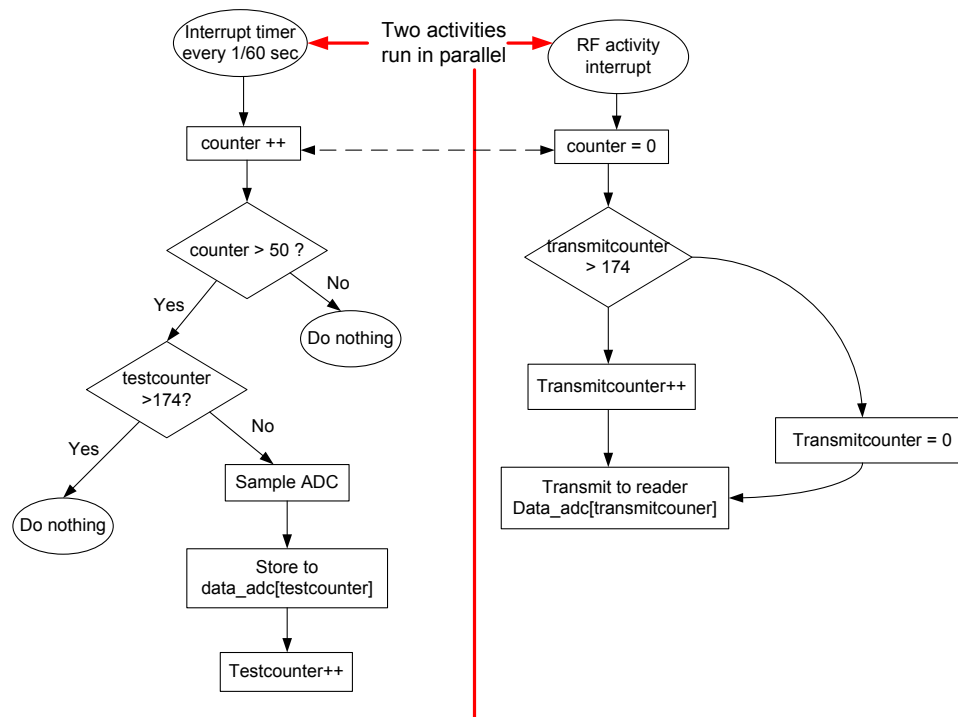 Interrupt timer
every 1/60 sec
Two activities
run in parallel
RF activity
interrupt
counter ++
counter = 0
counter > 50 ?
transmitcounter
> 174
Yes
No
Do nothing
testcounter
>174?
Transmitcounter++
Yes
No
Transmitcounter = 0
Sample ADC
Transmit to reader
Data_adc[transmitcouner]
Do nothing
Store to
data_adc[testcounter]
Testcounter++